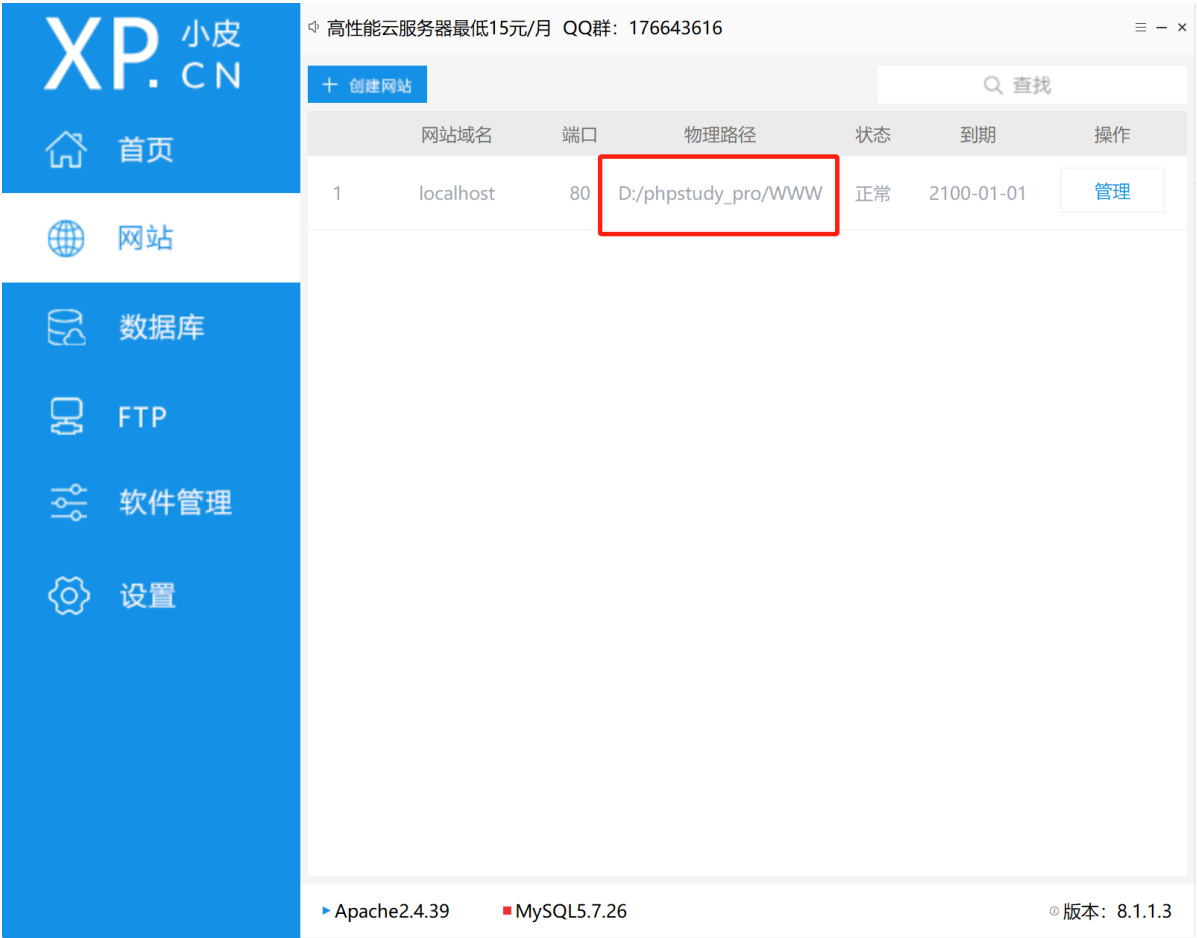 XP.小皮
CN
高性能云服务器最低15元/月 QQ群：176643616
首页
网站
数据库
FTP
软件管理
设置
创建网站
查找
网站域名 端口 物理路径 状态 到期 操作
1 localhost 80 D:/phpstudy_pro/WWW 正常 2100-01-01 管理
Apache2.4.39 MySQL5.7.26 版本：8.1.1.3